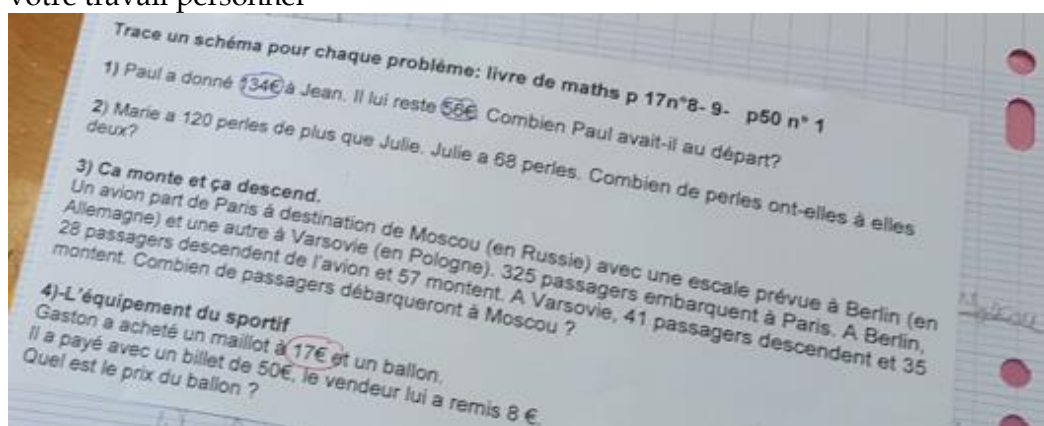 votre travail personnel
Trace un schéma pour chaque probléme: livre de maths p 17n°8- 9- p50 n° 1
1) Paul a donné 134€ à Jean. Il lui reste 56€. Combien Paul avait-il au départ?
2) Marie a 120 perles de plus que Julie. Julie a 68 perles. Combien de perles ont-elles à elles
deux?
3) Ca monte et ça descend.
Un avion part de Paris à destination de Moscou (en Russie) avec une escale prévue à Berlin (en
Allemagne) et une autre à Varsovie (en Pologne). 325 passagers embarquent à Paris. A Berlin,
28 passagers descendent de l'avion et 57 montent. A Varsovie, 41 passagers descendent et 35
montent. Combien de passagers débarqueront à Moscou ?
4)-L'équipement du sportif
Gaston a acheté un maillot à 17€ et un ballon.
Il a payé avec un billet de 50€, le vendeur lui a remis 8 €.
Quel est le prix du ballon ?